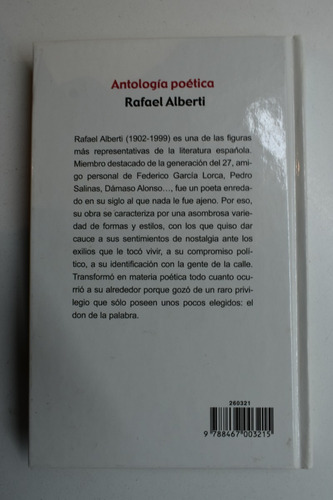 Antología poética
Rafael Alberti
Rafael Alberti (1902-1999) es una de las figuras
más representativas de la literatura española.
Miembro destacado de la generación del 27, ami-
go personal de Federico García Lorca, Pedro
Salinas, Dámaso Alonso…, fue un poeta enreda-
do en su siglo al que nada le fue ajeno. Por eso,
su obra se caracteriza por una asombrosa varie-
dad de formas y estilos, con los que quiso dar
cauce a sus sentimientos de nostalgia ante los
exilios que le tocó vivir, a su compromiso polí-
tico, a su identificación con la gente de la calle.
Transformó en materia poética todo cuanto ocu-
rrió a su alrededor porque gozó de un raro privi-
legio que sólo poseen unos pocos elegidos: el
don de la palabra.
260321
9 788467 003215